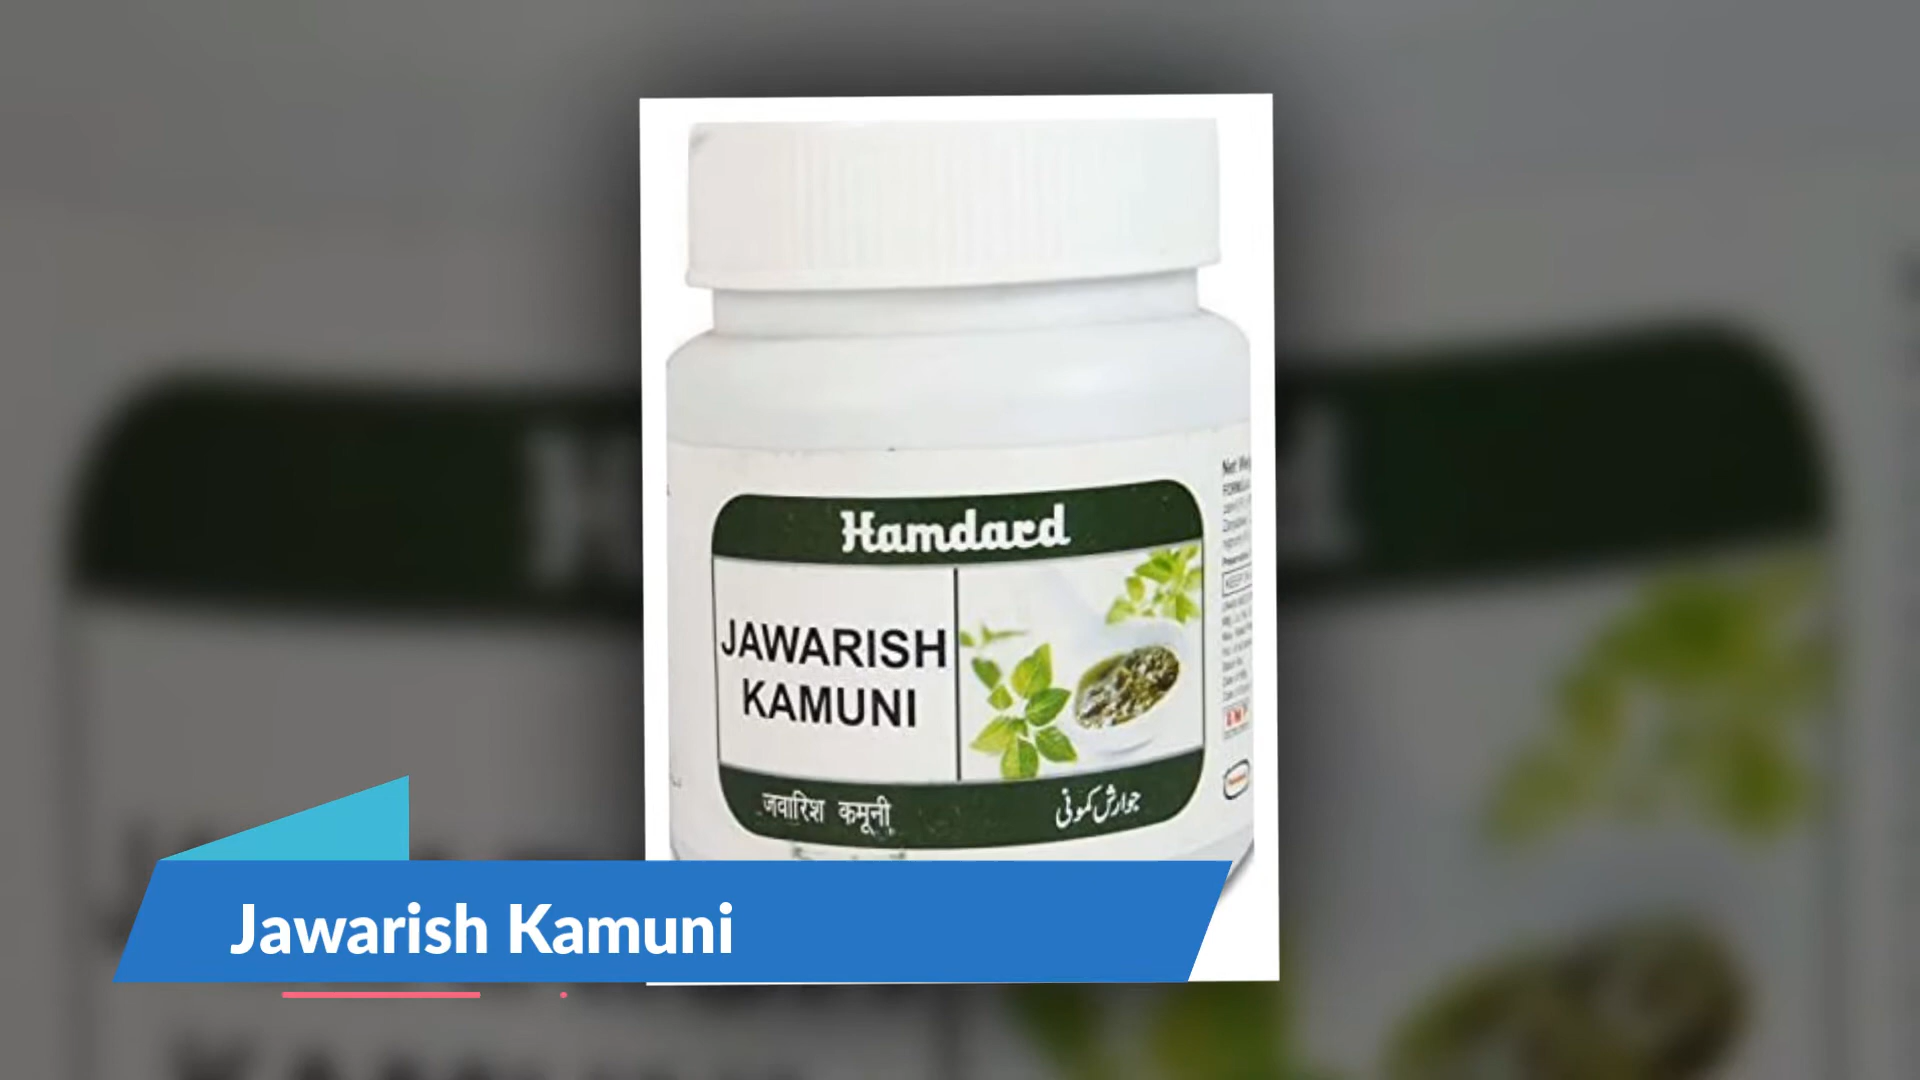 Hamdard
JAWARISH
KAMUNI
जवारिश कमूनी
جوارش کمونی
Jawarish Kamuni